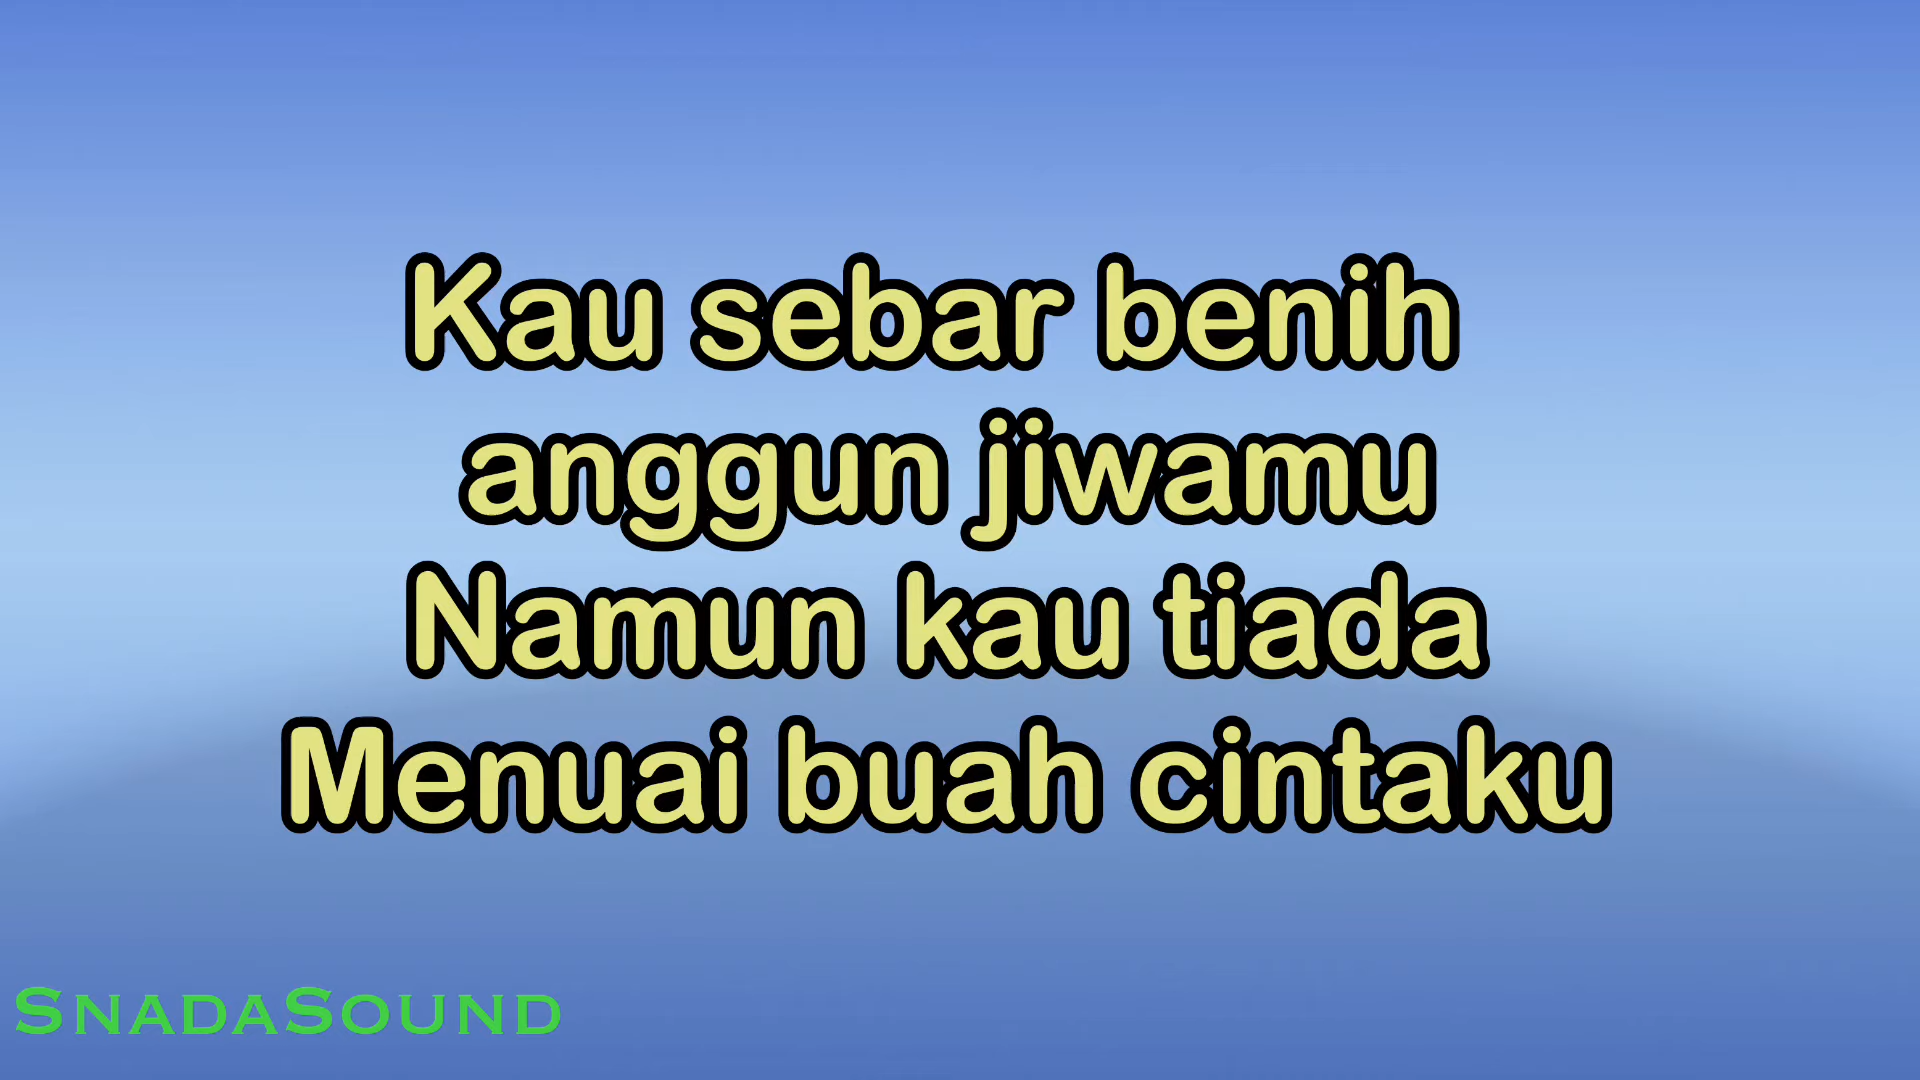 Kau sebar benih
anggun jiwamu
Namun kau tiada
Menuai buah cintaku
SnadaSound